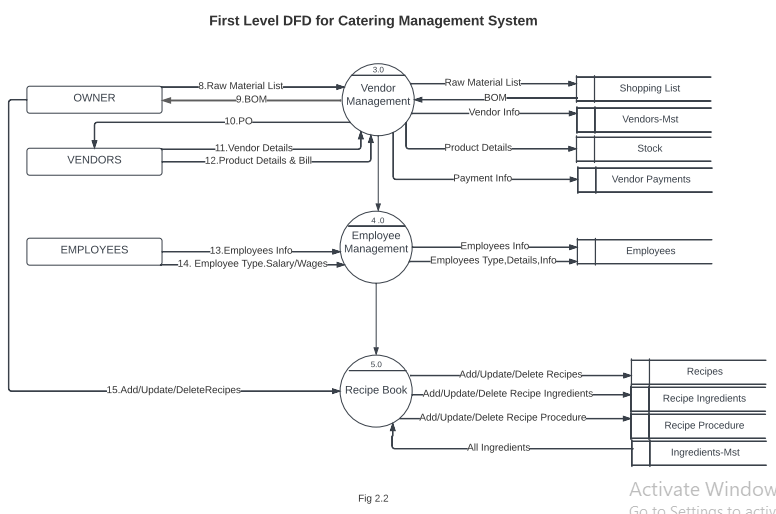 First Level DFD for Catering Management System
3.0
Vendor
Management
OWNER
8.Raw Material List
9.BOM
10.PO
VENDORS
11.Vendor Details
12.Product Details & Bill
Raw Material List
Shopping List
BOM
Vendor Info
Vendors-Mst
Product Details
Stock
Payment Info
Vendor Payments
4 .0
Employee
Management
EMPLOYEES
13.Employees Info
14. Employee Type.Salary/Wages
Employees Info
Employees Type,Details,Info
Employees
5.0
Recipe Book
15.Add/Update/DeleteRecipes
Add/Update/Delete Recipes
Recipes
Add/Update/Delete Recipe Ingredients
Recipe Ingredients
Add/Update/Delete Recipe Procedure
Recipe Procedure
All Ingredients
Ingredients-Mst
Fig 2.2
Activate Window
Go to Settings to activ